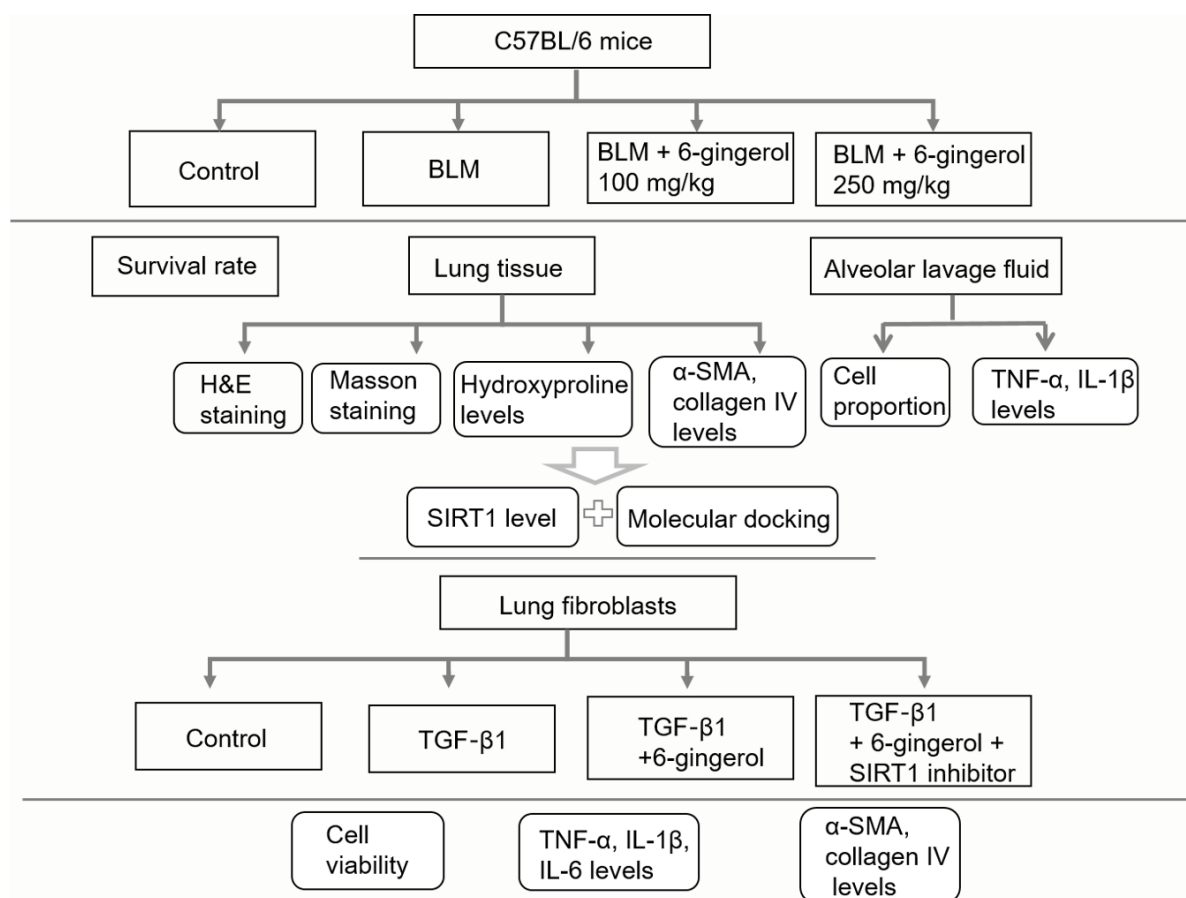 C57BL/6 mice
Control
BLM
BLM + 6-gingerol
100 mg/kg
BLM + 6-gingerol
250 mg/kg
Survival rate
Lung tissue
Alveolar lavage fluid
H&E
staining
Masson
staining
Hydroxyproline
levels
α-SMA,
collagen IV
levels
Cell
proportion
TNF-α, IL-1β
levels
SIRT1 level
Molecular docking
Lung fibroblasts
Control
TGF-β1
TGF-β1
+6-gingerol
TGF-β1
+ 6-gingerol +
SIRT1 inhibitor
Cell
viability
TNF-α, IL-1β,
IL-6 levels
α-SMA,
collagen IV
levels